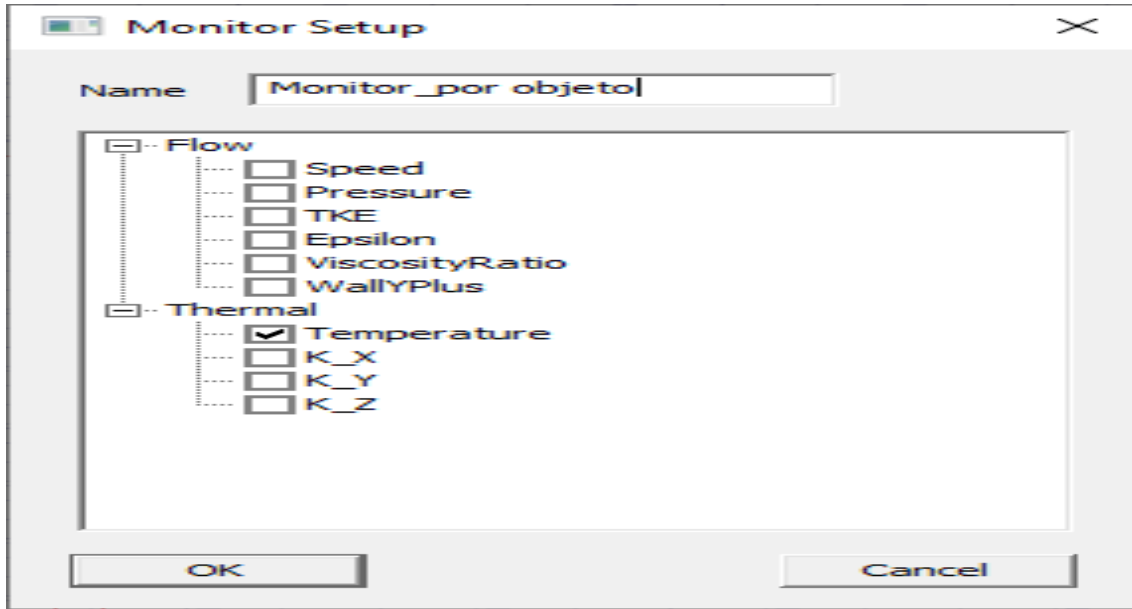 Monitor Setup
Name Monitor_por objeto
Flow
Speed
Pressure
TKE
Epsilon
ViscosityRatio
WallYPlus
Thermal
Temperature
K_X
K_Y
K_Z
OK Cancel